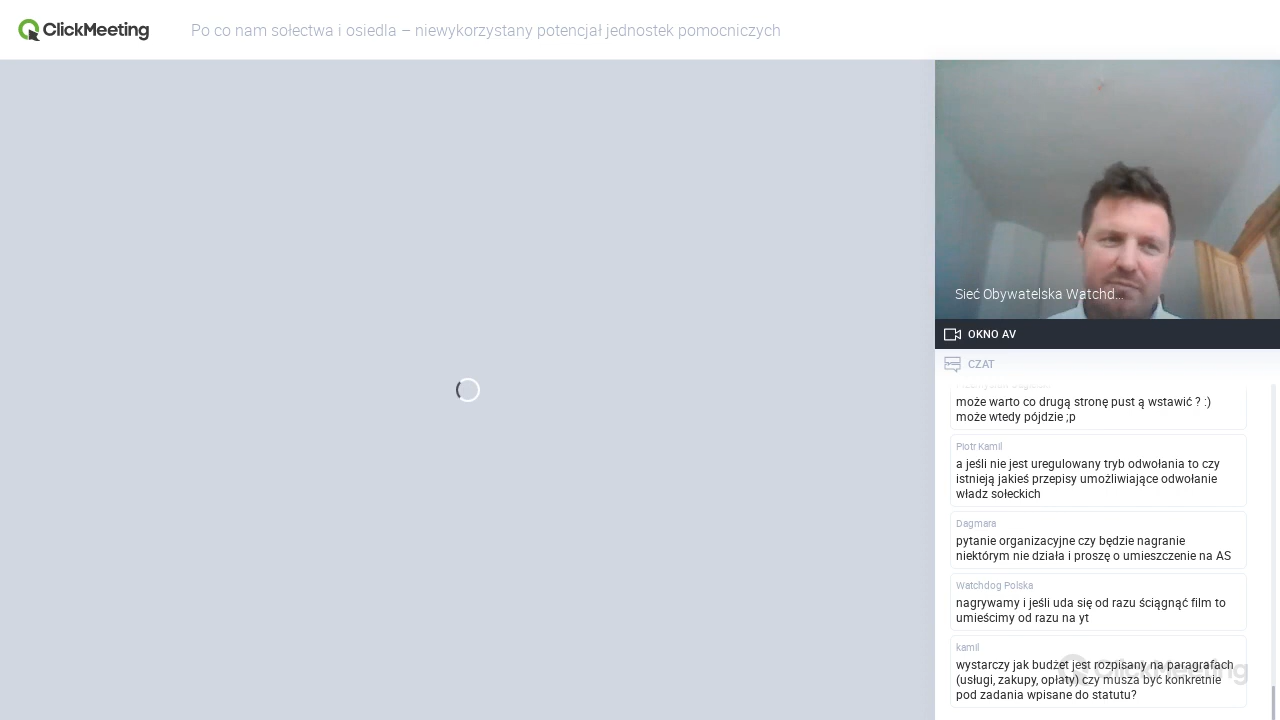 ClickMeeting
Po co nam sołectwa i osiedla – niewykorzystany potencjał jednostek pomocniczych
Sieć Obywatelska Watchd...
OKNO AV
CZAT
może warto co drugą stronę pust ą wstawić ? :)
może wtedy pójdzie ;p
Piotr Kamil
a jeśli nie jest uregulowany tryb odwołania to czy
istnieją jakieś przepisy umożliwiające odwołanie
władz sołeckich
Dagmara
pytanie organizacyjne czy będzie nagranie
niektórym nie działa i proszę o umieszczenie na AS
Watchdog Polska
nagrywamy i jeśli uda się od razu ściągnąć film to
umieścimy od razu na yt
kamil
wystarczy jak budżet jest rozpisany na paragrafach
(usługi, zakupy, opłaty) czy musza być konkretnie
pod zadania wpisane do statutu?
ClickMeeting